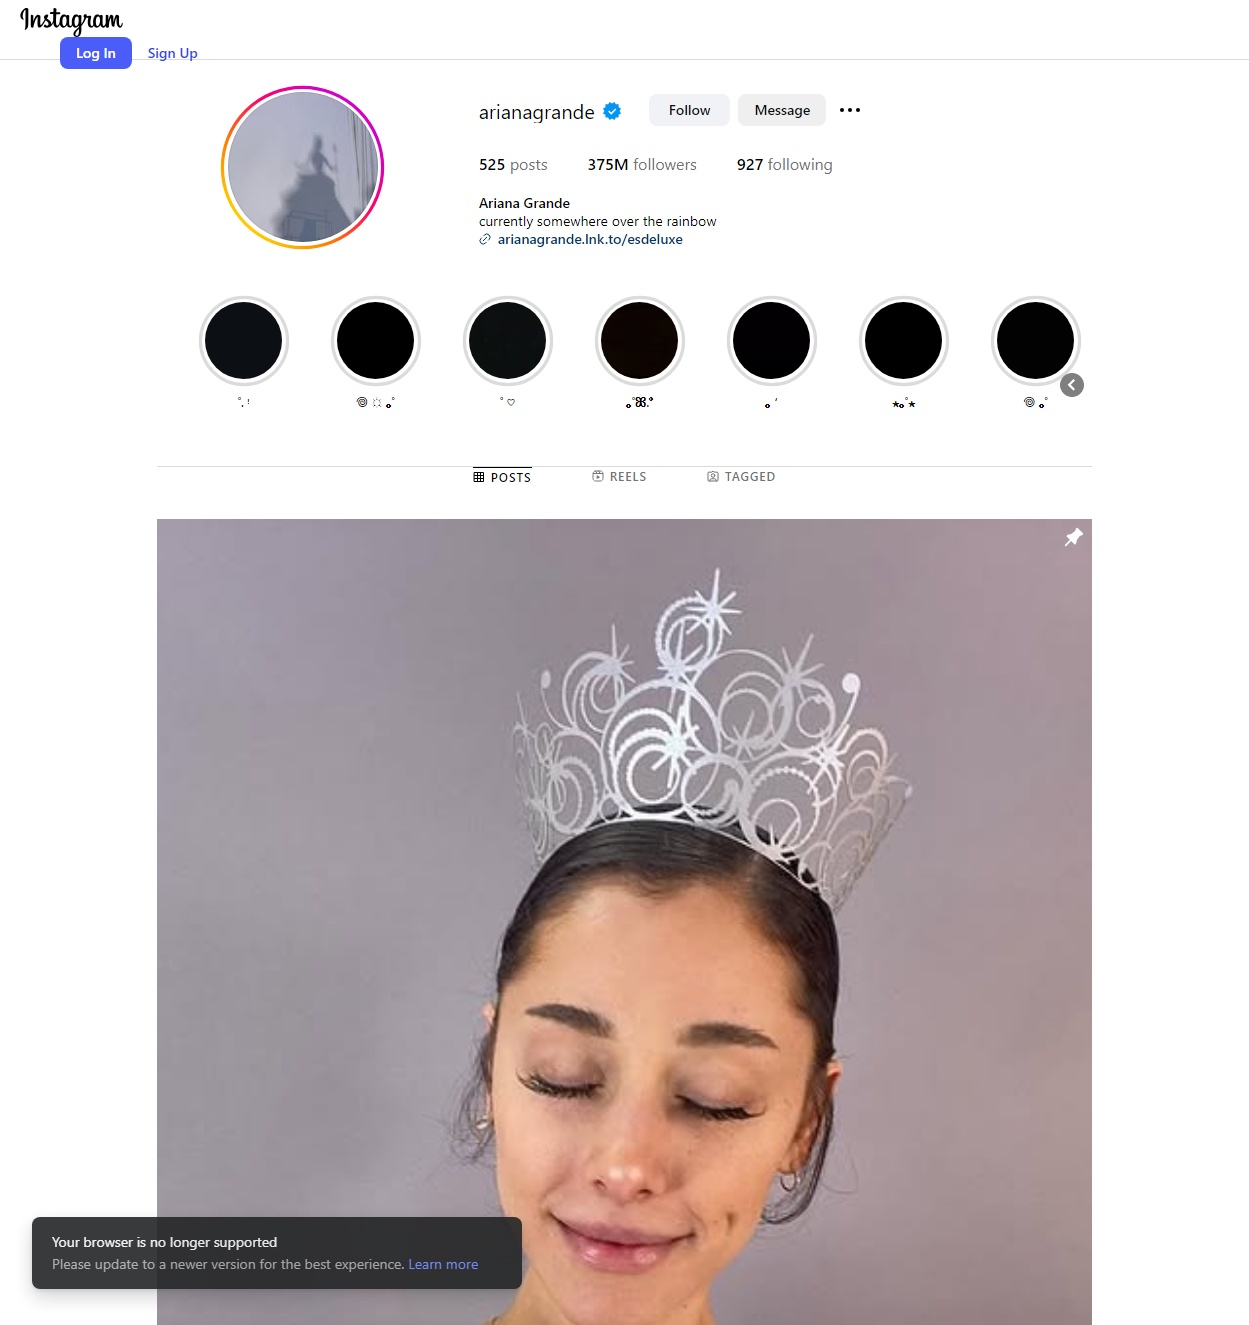 Instagram
Log In Sign Up
arianagrande Follow Message
525 posts 375M followers 927 following
Ariana Grande
currently somewhere over the rainbow
arianagrande.lnk.to/esdeluxe
POSTS REELS TAGGED
Your browser is no longer supported
Please update to a newer version for the best experience. Learn more